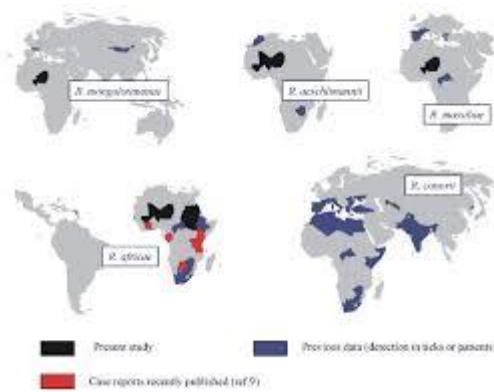 R. mongolotimonae
R. aeschlimannii
R. massiliae
R. conorii
R. africae
Present study
Previous data (detection in ticks or patients
Case reports recently published (ref 9)